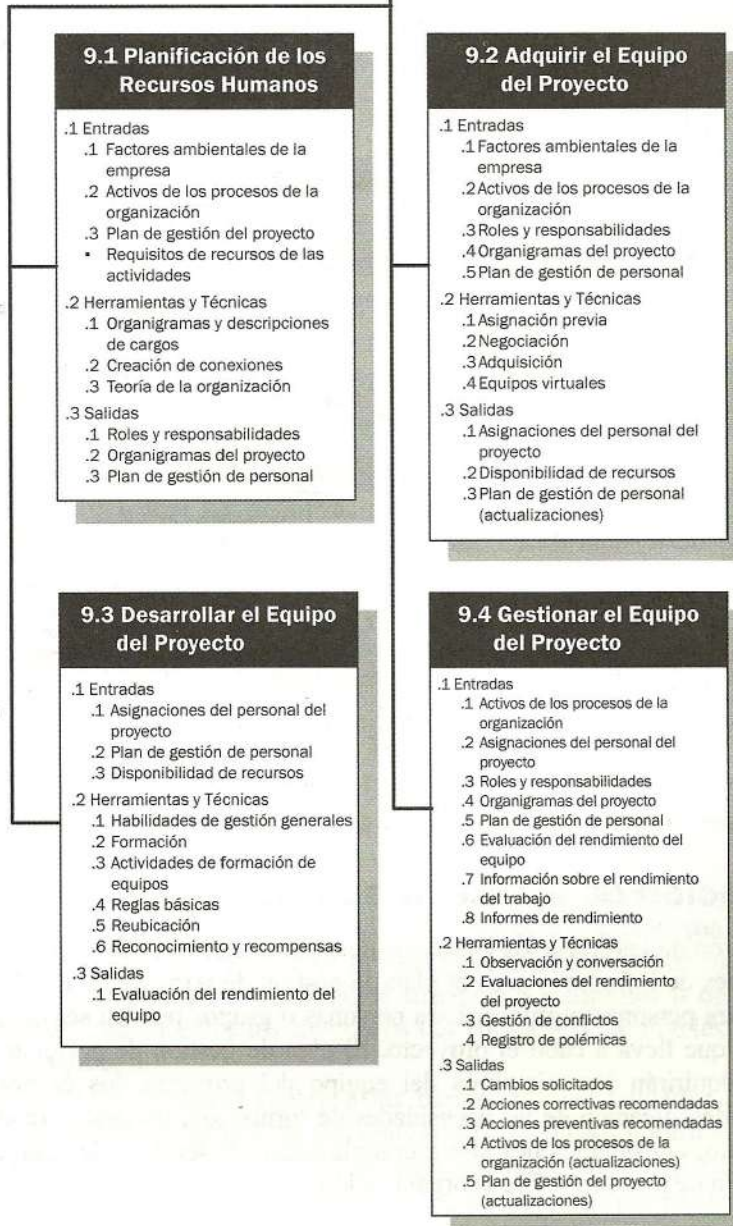 9.1 Planificación de los
Recursos Humanos
.1 Entradas
.1 Factores ambientales de la
empresa
.2 Activos de los procesos de la
organización
.3 Plan de gestión del proyecto
▪ Requisitos de recursos de las
actividades
.2 Herramientas y Técnicas
.1 Organigramas y descripciones
de cargos
.2 Creación de conexiones
.3 Teoría de la organización
.3 Salidas
.1 Roles y responsabilidades
.2 Organigramas del proyecto
.3 Plan de gestión de personal
9.2 Adquirir el Equipo
del Proyecto
.1 Entradas
.1 Factores ambientales de la
empresa
.2 Activos de los procesos de la
organización
.3 Roles y responsabilidades
.4 Organigramas del proyecto
.5 Plan de gestión de personal
.2 Herramientas y Técnicas
.1 Asignación previa
.2 Negociación
.3 Adquisición
.4 Equipos virtuales
.3 Salidas
.1 Asignaciones del personal del
proyecto
.2 Disponibilidad de recursos
.3 Plan de gestión de personal
(actualizaciones)
9.3 Desarrollar el Equipo
del Proyecto
.1 Entradas
.1 Asignaciones del personal del
proyecto
.2 Plan de gestión de personal
.3 Disponibilidad de recursos
.2 Herramientas y Técnicas
.1 Habilidades de gestión generales
.2 Formación
.3 Actividades de formación de
equipos
.4 Reglas básicas
.5 Reubicación
.6 Reconocimiento y recompensas
.3 Salidas
.1 Evaluación del rendimiento del
equipo
9.4 Gestionar el Equipo
del Proyecto
.1 Entradas
.1 Activos de los procesos de la
organización
.2 Asignaciones del personal del
proyecto
.3 Roles y responsabilidades
.4 Organigramas del proyecto
.5 Plan de gestión de personal
.6 Evaluación del rendimiento del
equipo
.7 Información sobre el rendimiento
del trabajo
.8 Informes de rendimiento
.2 Herramientas y Técnicas
.1 Observación y conversación
.2 Evaluaciones del rendimiento
del proyecto
.3 Gestión de conflictos
.4 Registro de polémicas
.3 Salidas
.1 Cambios solicitados
.2 Acciones correctivas recomendadas
.3 Acciones preventivas recomendadas
.4 Activos de los procesos de la
organización (actualizaciones)
.5 Plan de gestión del proyecto
(actualizaciones)